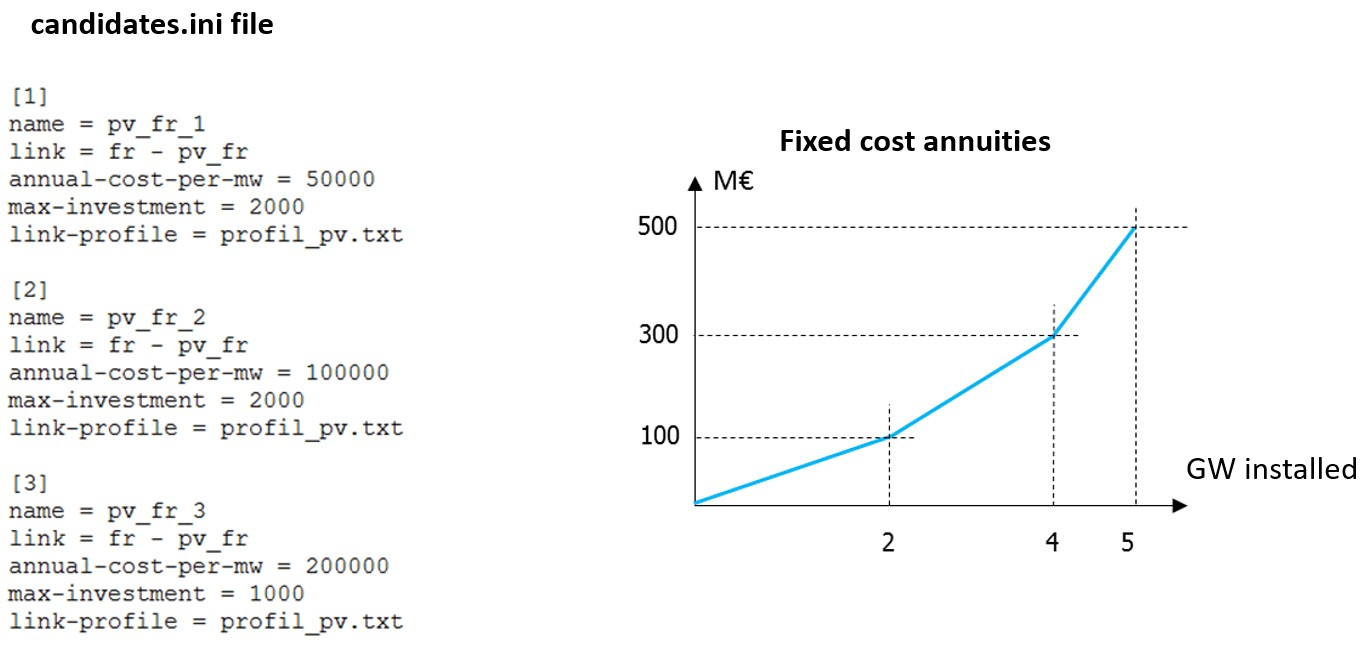 candidates.ini file
[1]
name = pv_fr_1
link = fr - pv_fr
annual-cost-per-mw = 50000
max-investment = 2000
link-profile = profil_pv.txt
[2]
name = pv_fr_2
link = fr - pv_fr
annual-cost-per-mw = 100000
max-investment = 2000
link-profile = profil_pv.txt
[3]
name = pv_fr_3
link = fr - pv_fr
annual-cost-per-mw = 200000
max-investment = 1000
link-profile = profil_pv.txt
Fixed cost annuities
M€
500
300
100
GW installed
2 4 5